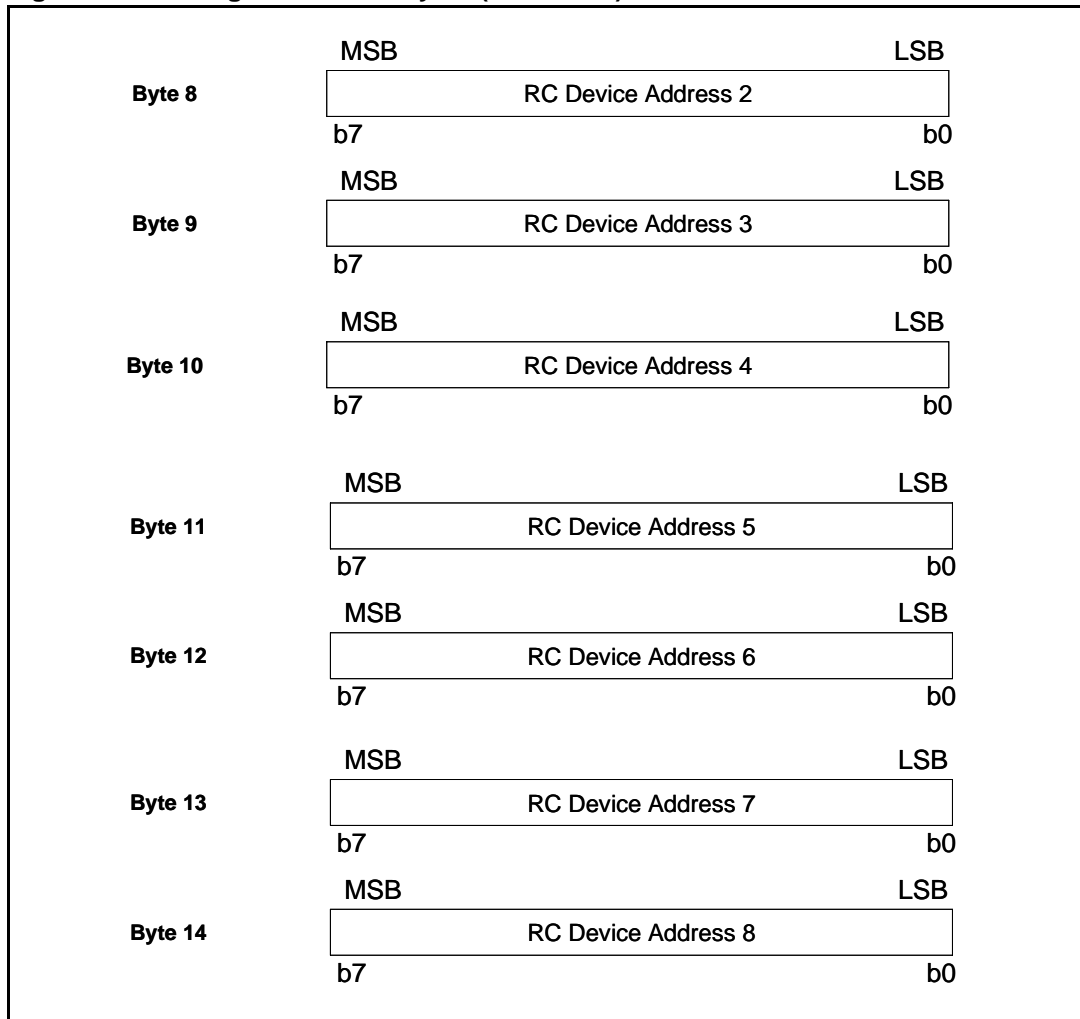 MSB LSB
Byte 8 RC Device Address 2
b7 b0
MSB LSB
Byte 9 RC Device Address 3
b7 b0
MSB LSB
Byte 10 RC Device Address 4
b7 b0
MSB LSB
Byte 11 RC Device Address 5
b7 b0
MSB LSB
Byte 12 RC Device Address 6
b7 b0
MSB LSB
Byte 13 RC Device Address 7
b7 b0
MSB LSB
Byte 14 RC Device Address 8
b7 b0